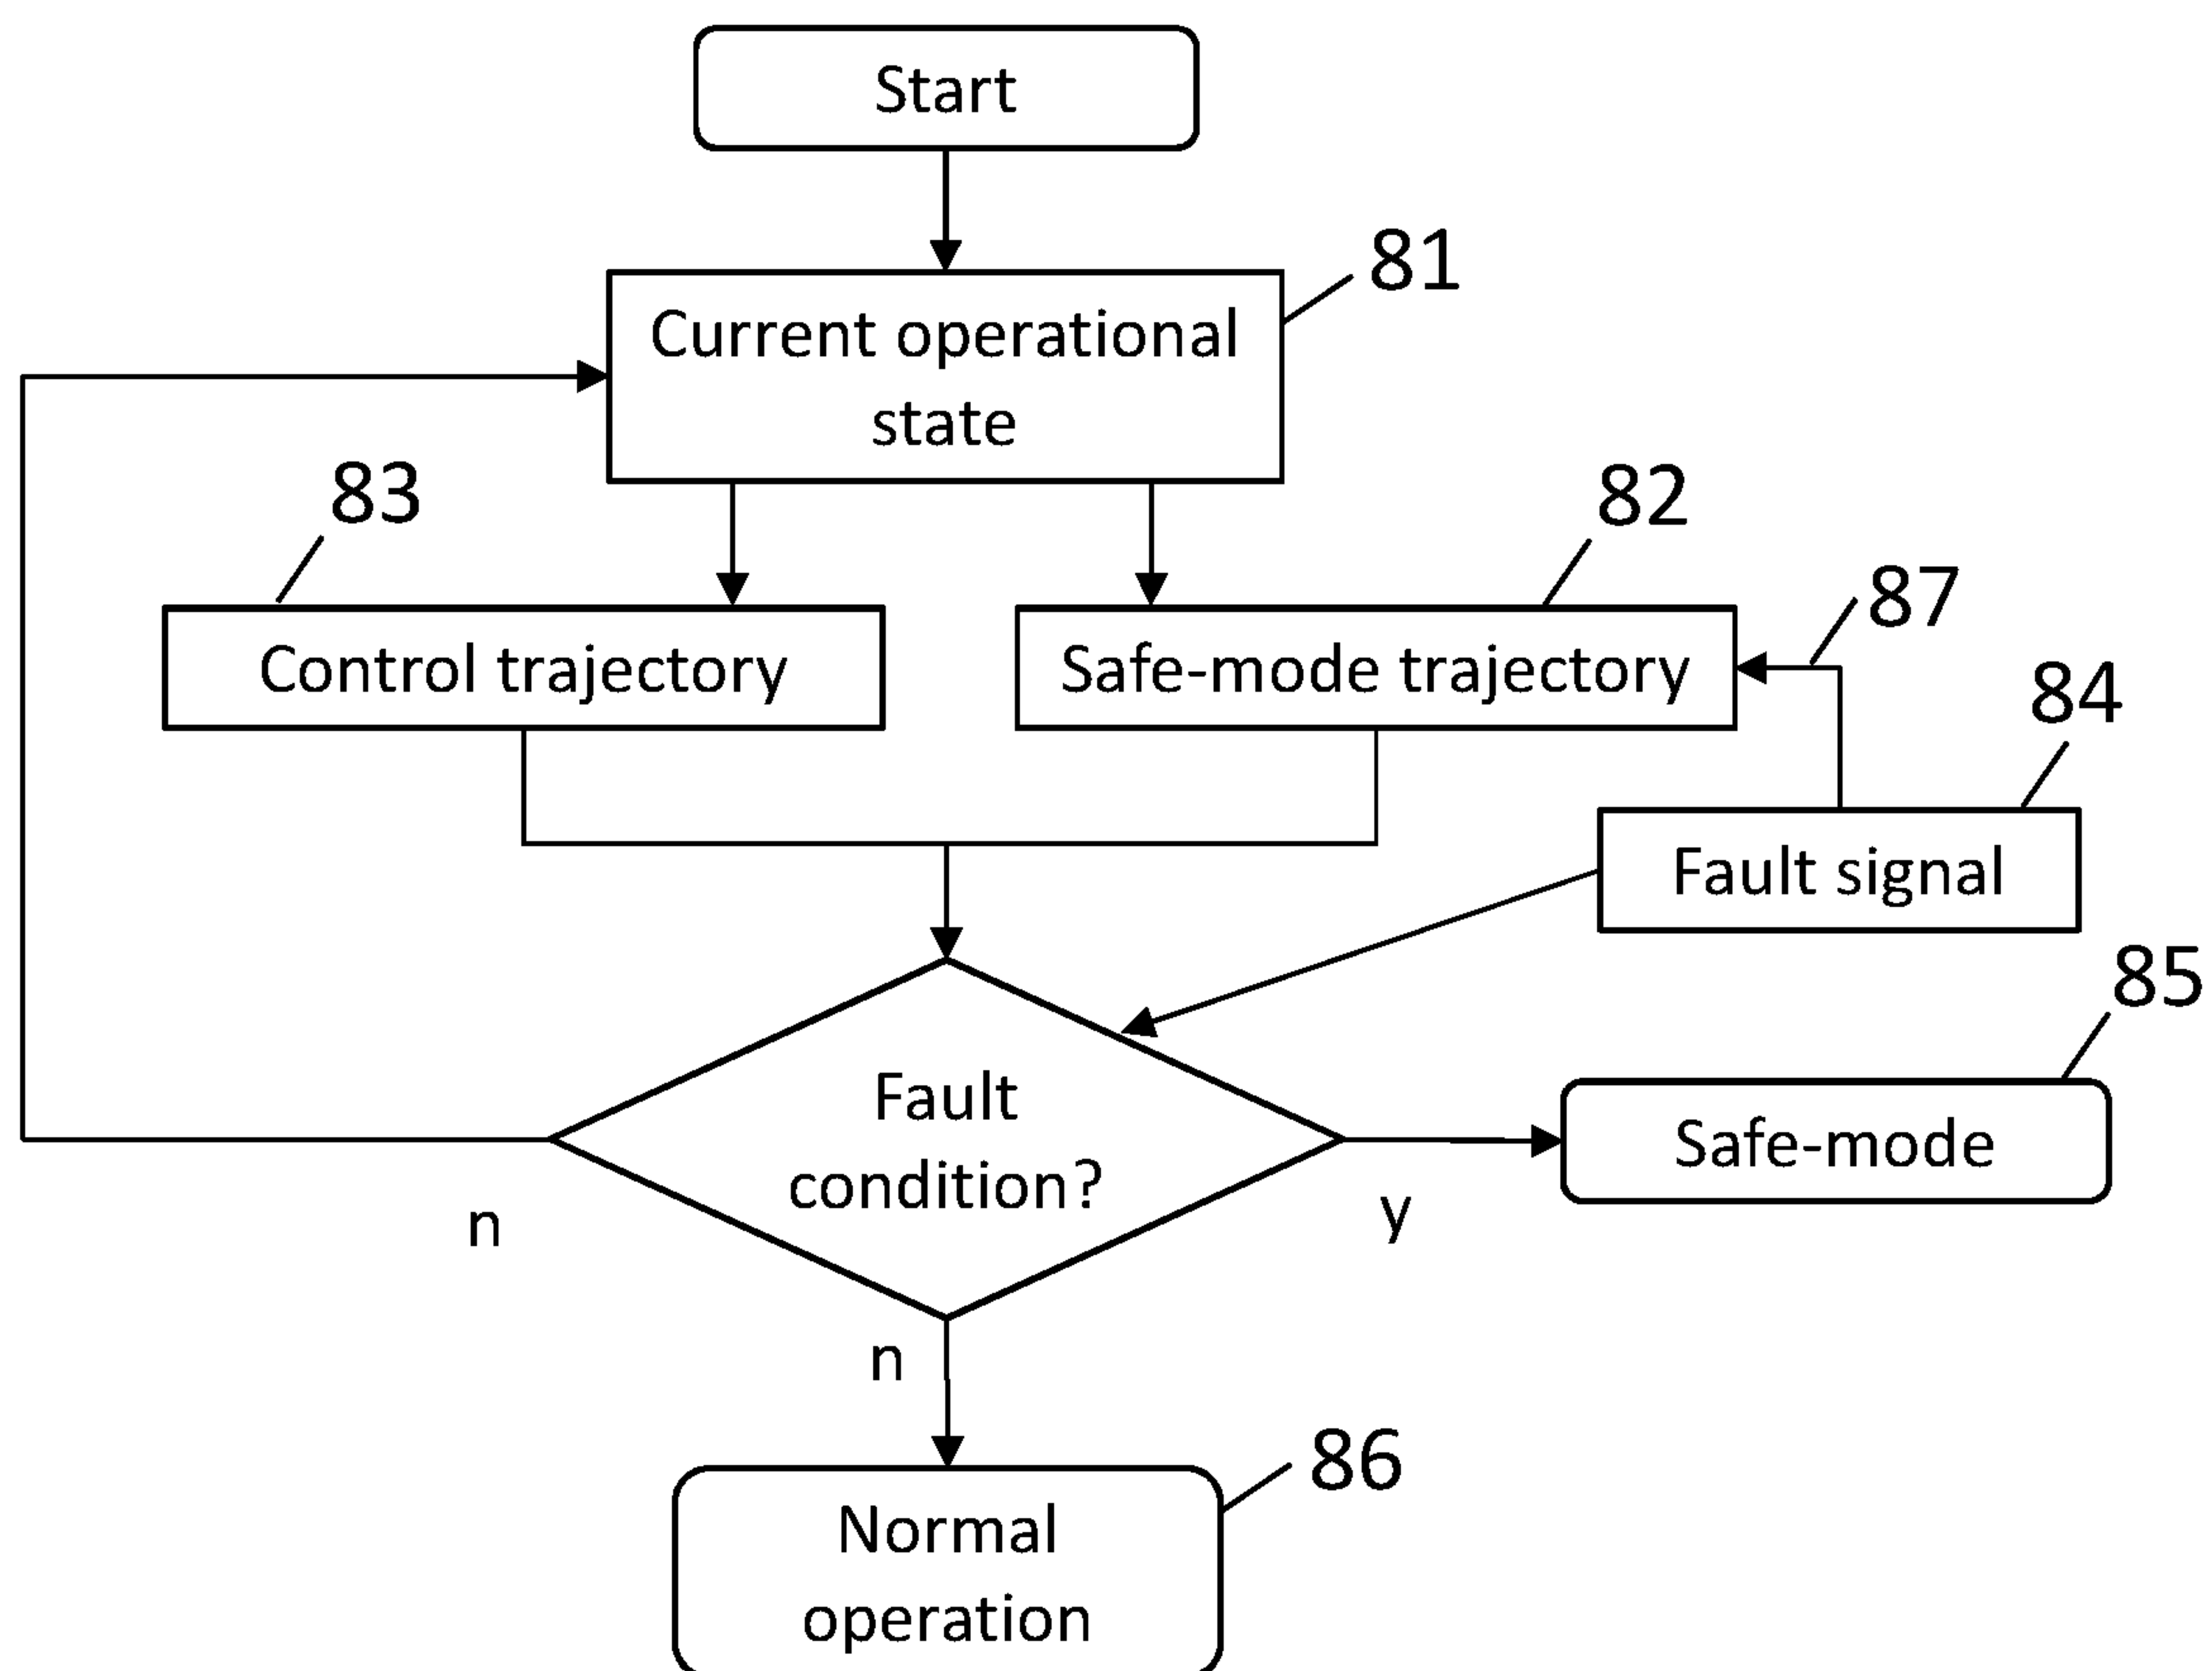 Start
81
Current operational
state
83
82
87
Control trajectory
Safe-mode trajectory
84
Fault signal
85
Fault
condition?
Safe-mode
n
y
n
86
Normal
operation